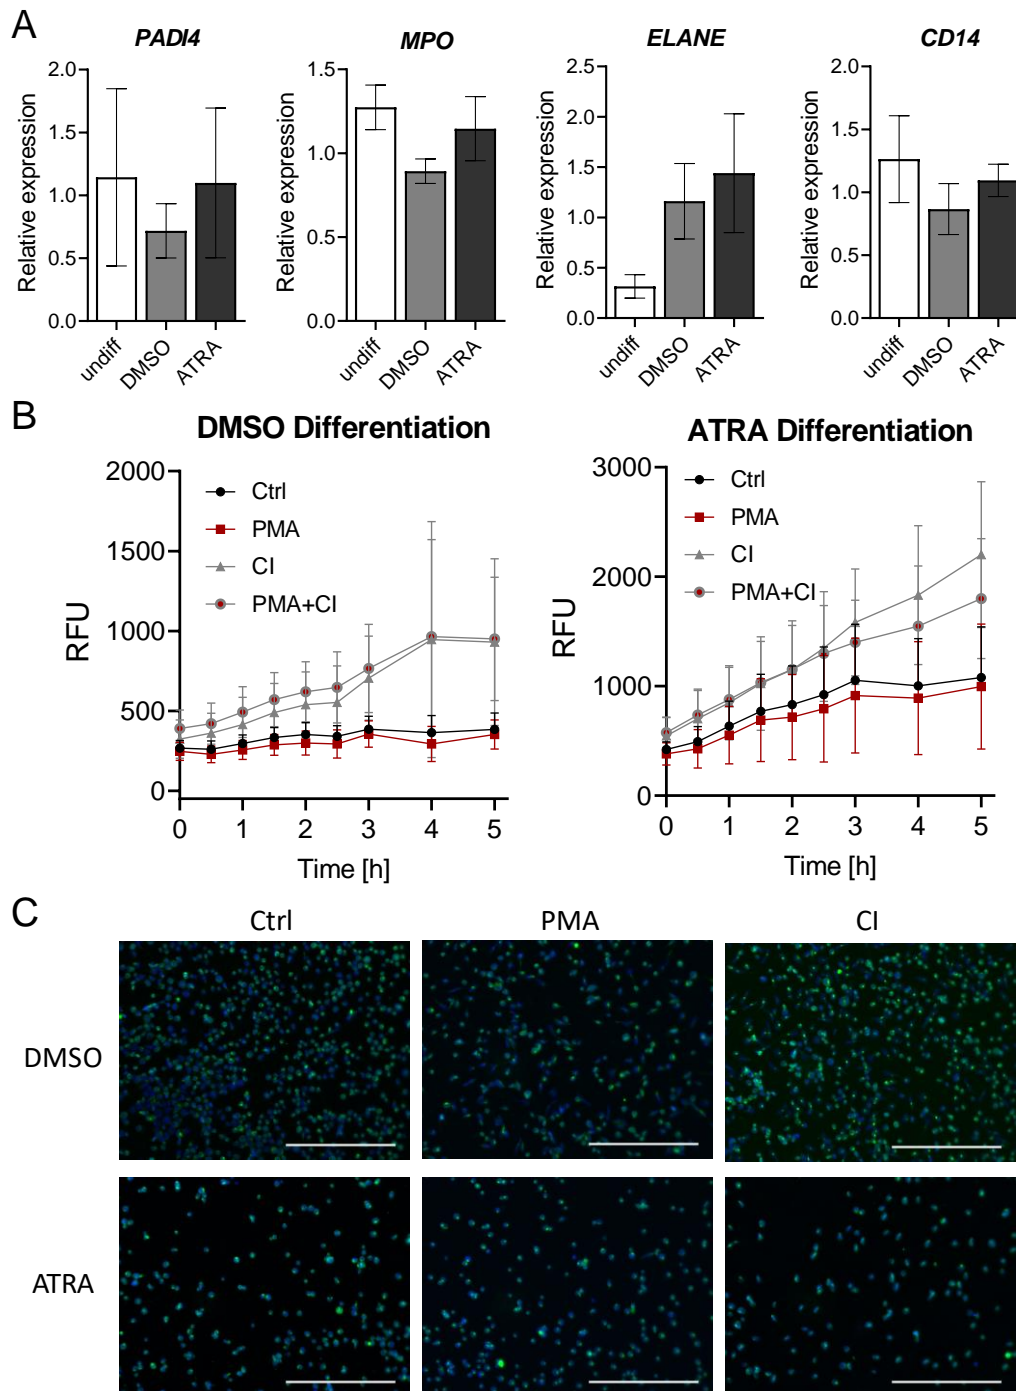 A
PADI4
MPO
ELANE
CD14
Relative expression
2.0
1.5
1.0
0.5
0.0
undiff
DMSO
ATRA
Relative expression
1.5
1.0
0.5
0.0
undiff
DMSO
ATRA
Relative expression
2.5
2.0
1.5
1.0
0.5
0.0
undiff
DMSO
ATRA
Relative expression
2.0
1.5
1.0
0.5
0.0
undiff
DMSO
ATRA
B
DMSO Differentiation
RFU
2000
1500
1000
500
0
Ctrl
PMA
CI
PMA+CI
0 1 2 3 4 5
Time [h]
ATRA Differentiation
RFU
3000
2000
1000
0
Ctrl
PMA
CI
PMA+CI
0 1 2 3 4 5
Time [h]
C
Ctrl PMA CI
DMSO
ATRA